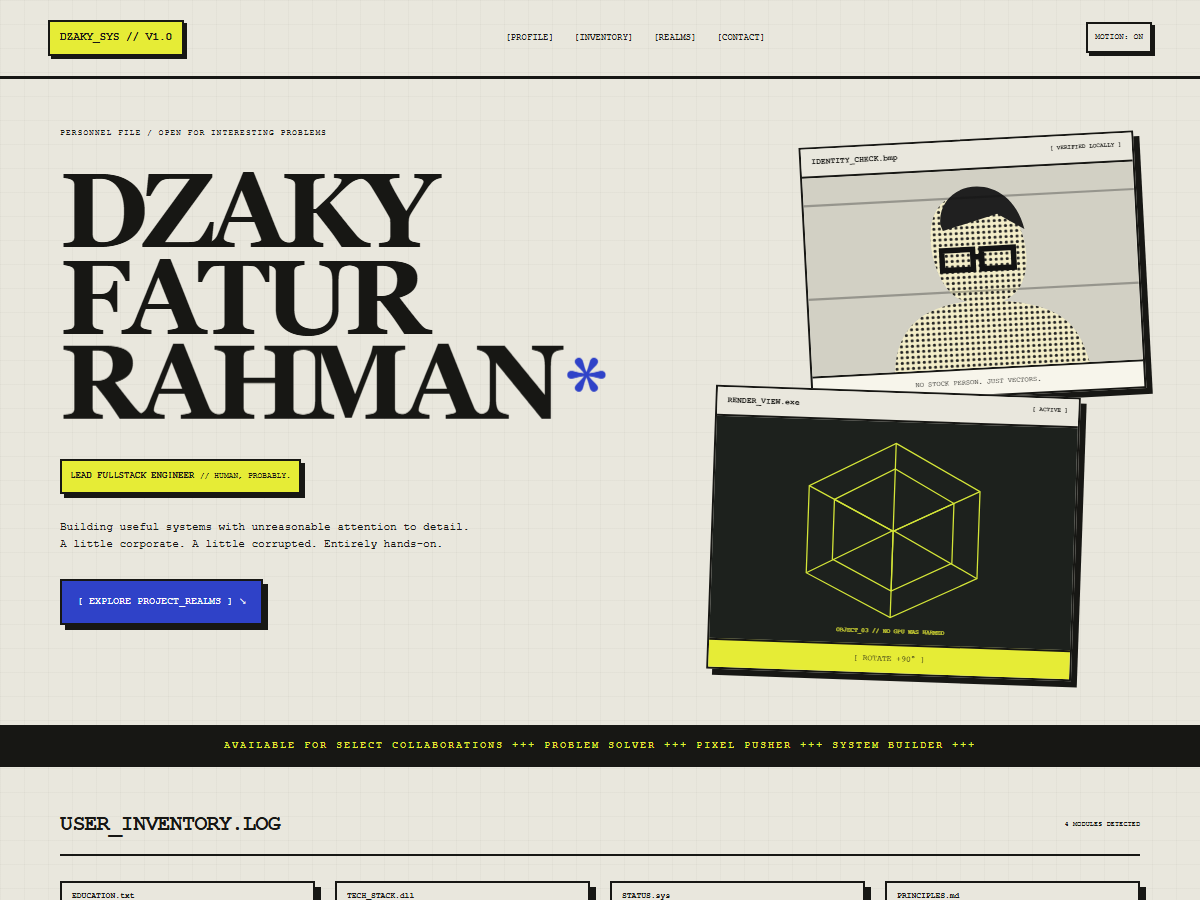 DZAKY_SYS // V1.0
[PROFILE] [INVENTORY] [REALMS] [CONTACT]
MOTION: ON
PERSONNEL FILE / OPEN FOR INTERESTING PROBLEMS
DZAKY
FATUR
RAHMAN*
LEAD FULLSTACK ENGINEER // HUMAN, PROBABLY.
Building useful systems with unreasonable attention to detail.
A little corporate. A little corrupted. Entirely hands-on.
[ EXPLORE PROJECT_REALMS ] ↘
IDENTITY_CHECK.bmp
[ VERIFIED LOCALLY ]
NO STOCK PERSON. JUST VECTORS.
RENDER_VIEW.exe
[ ACTIVE ]
OBJECT_03 // NO GPU WAS HARMED
[ ROTATE +90° ]
AVAILABLE FOR SELECT COLLABORATIONS +++ PROBLEM SOLVER +++ PIXEL PUSHER +++ SYSTEM BUILDER +++
USER_INVENTORY.LOG
4 MODULES DETECTED
EDUCATION.txt
TECH_STACK.dll
STATUS.sys
PRINCIPLES.md